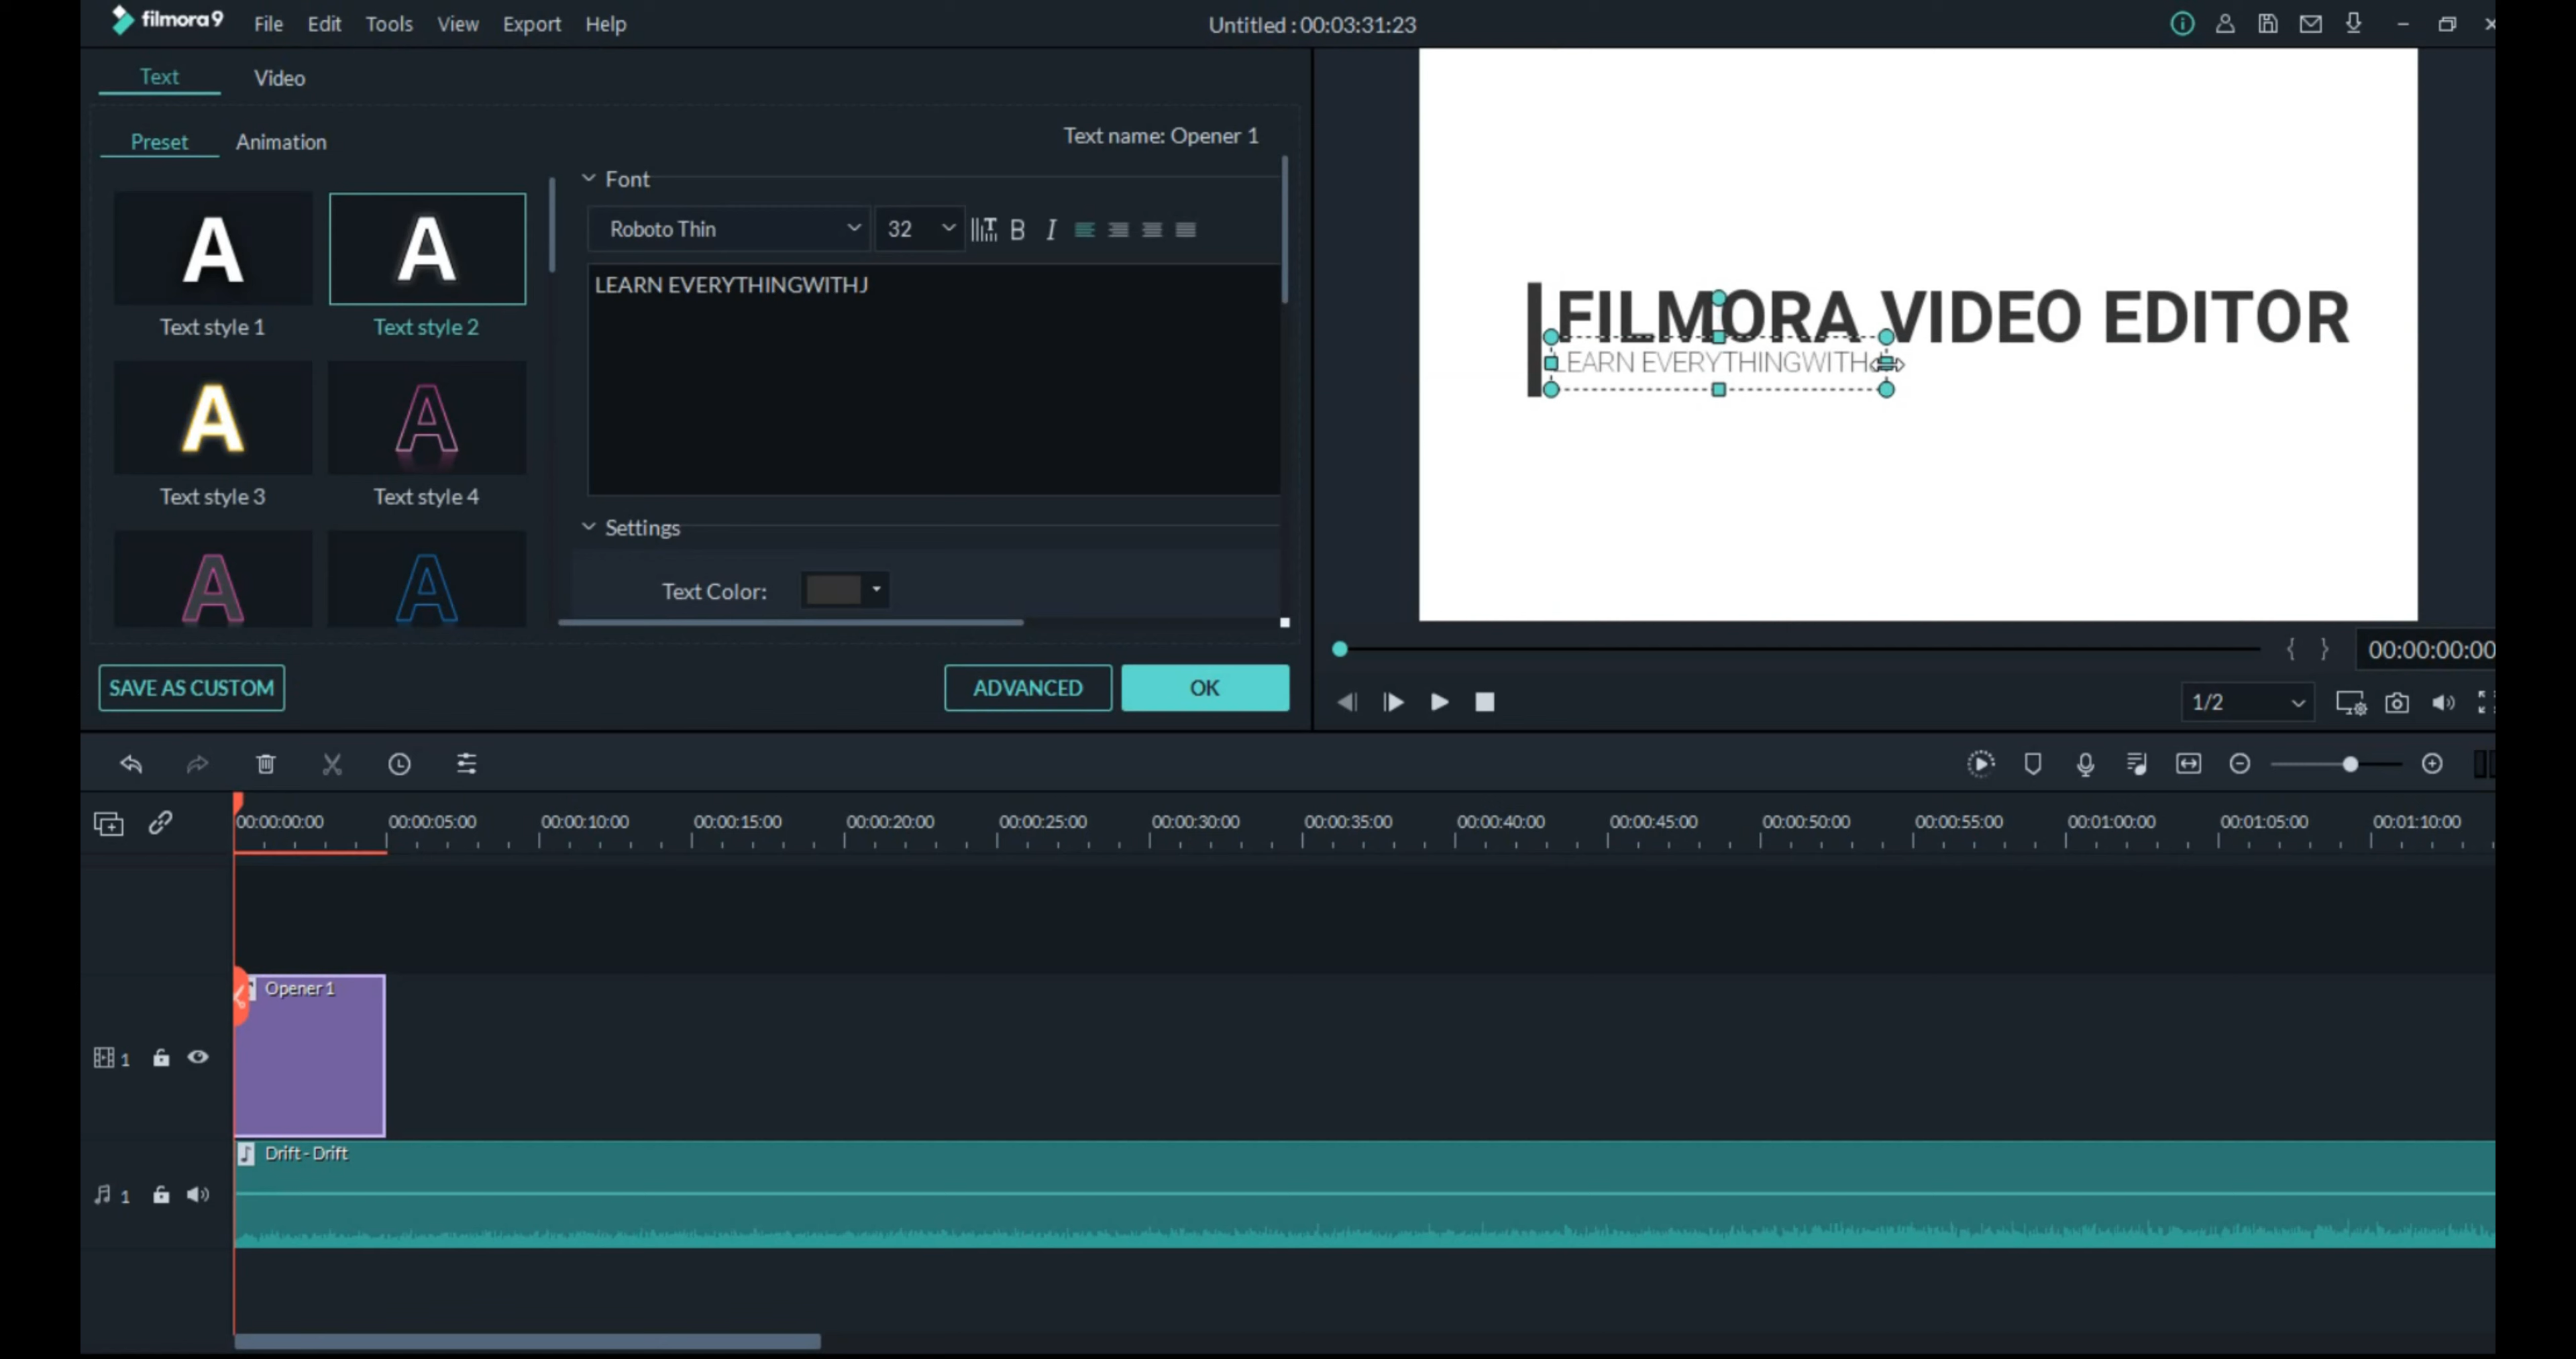 filmora9 File Edit Tools View Export Help Untitled : 00:03:31:23
Text Video
Preset Animation Text name: Opener 1
Font
Roboto Thin 32 B I
LEARN EVERYTHINGWITHJ
A A
Text style 1 Text style 2
A A
Text style 3 Text style 4
A A
Settings
Text Color:
SAVE AS CUSTOM ADVANCED OK
FILMORA VIDEO EDITOR
LEARN EVERYTHINGWITH
{ } 00:00:00:00
1/2
00:00:00:00 00:00:05:00 00:00:10:00 00:00:15:00 00:00:20:00 00:00:25:00 00:00:30:00 00:00:35:00 00:00:40:00 00:00:45:00 00:00:50:00 00:00:55:00 00:01:00:00 00:01:05:00 00:01:10:00
Opener 1
1
Drift - Drift
1